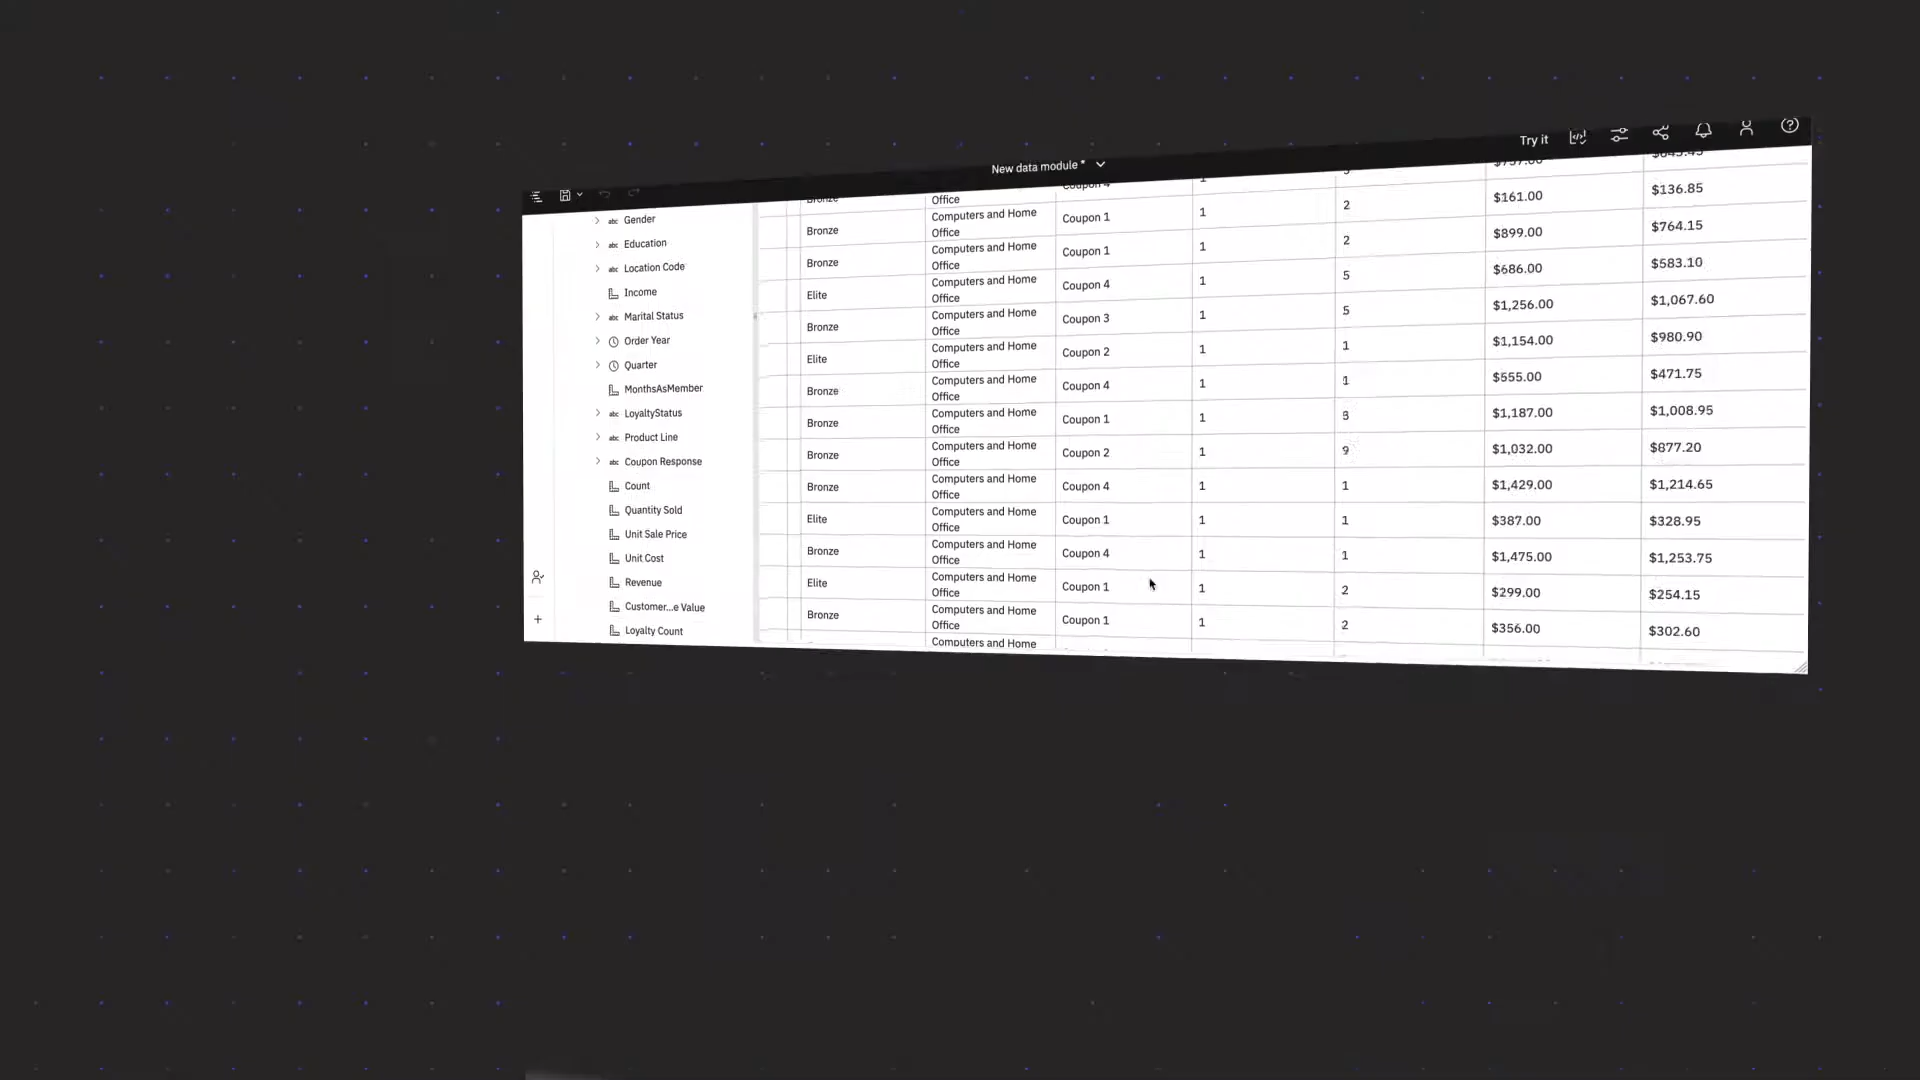 Try it
New data module *
Gender
Education
Location Code
Income
Marital Status
Order Year
Quarter
MonthsAsMember
LoyaltyStatus
Product Line
Coupon Response
Count
Quantity Sold
Unit Sale Price
Unit Cost
Revenue
Customer...e Value
Loyalty Count
Bronze Office Coupon 4 1
Bronze Computers and Home Office Coupon 1 1 2 $161.00 $136.85
Bronze Computers and Home Office Coupon 1 1 2 $899.00 $764.15
Elite Computers and Home Office Coupon 4 1 5 $686.00 $583.10
Bronze Computers and Home Office Coupon 3 1 5 $1,256.00 $1,067.60
Elite Computers and Home Office Coupon 2 1 1 $1,154.00 $980.90
Bronze Computers and Home Office Coupon 4 1 1 $555.00 $471.75
Bronze Computers and Home Office Coupon 1 1 3 $1,187.00 $1,008.95
Bronze Computers and Home Office Coupon 2 1 9 $1,032.00 $877.20
Bronze Computers and Home Office Coupon 4 1 1 $1,429.00 $1,214.65
Elite Computers and Home Office Coupon 1 1 1 $387.00 $328.95
Bronze Computers and Home Office Coupon 4 1 1 $1,475.00 $1,253.75
Elite Computers and Home Office Coupon 1 1 2 $299.00 $254.15
Bronze Computers and Home Office Coupon 1 1 2 $356.00 $302.60
Computers and Home